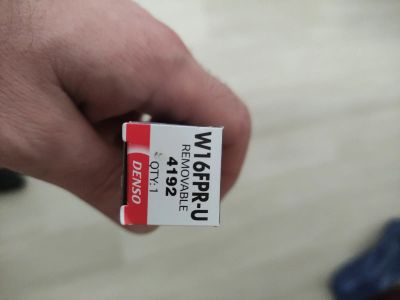 W16FPR-U
REMOVABLE
4192
QTY: 1
DENSO